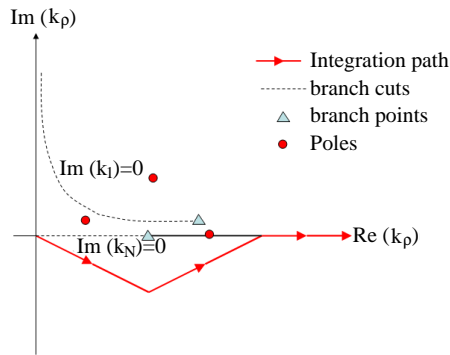 Im (kρ)
Integration path
branch cuts
branch points
Poles
Im (k₁)=0
Im (kN)=0
Re (kρ)